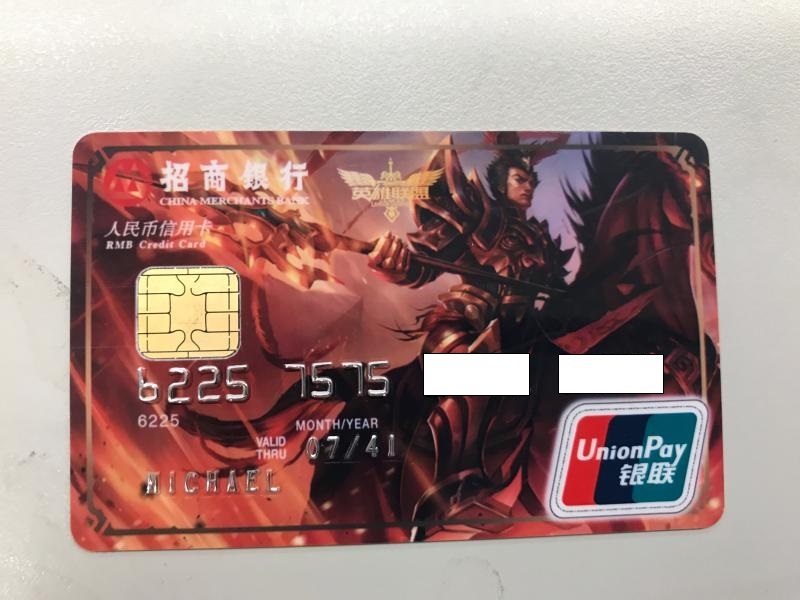 招商银行
CHINA MERCHANTS BANK
英雄联盟
人民币信用卡
RMB Credit Card
6225 7575
6225
MONTH/YEAR
VALID
THRU 07/41
MICHAEL
UnionPay
银联